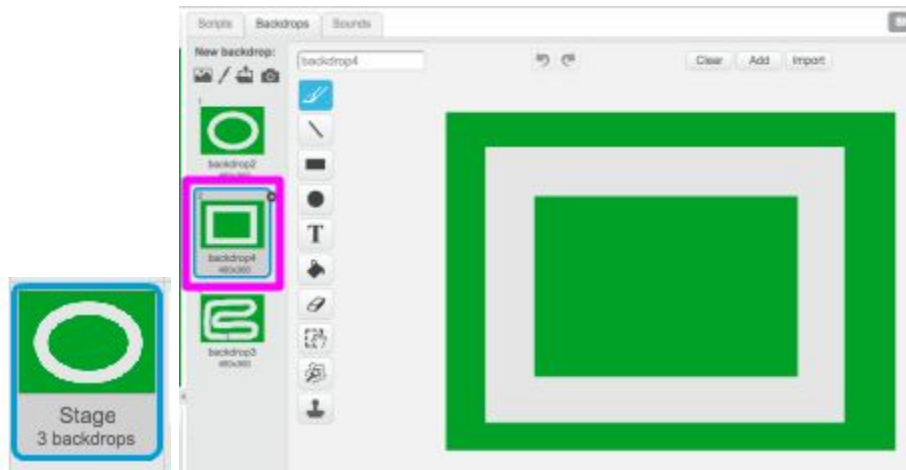 Scripts Backdrops Sounds
New backdrop:
backdrop4
Clear Add Import
1
backdrop2
480x360
2
backdrop4
480x360
backdrop3
480x360
T
Stage
3 backdrops